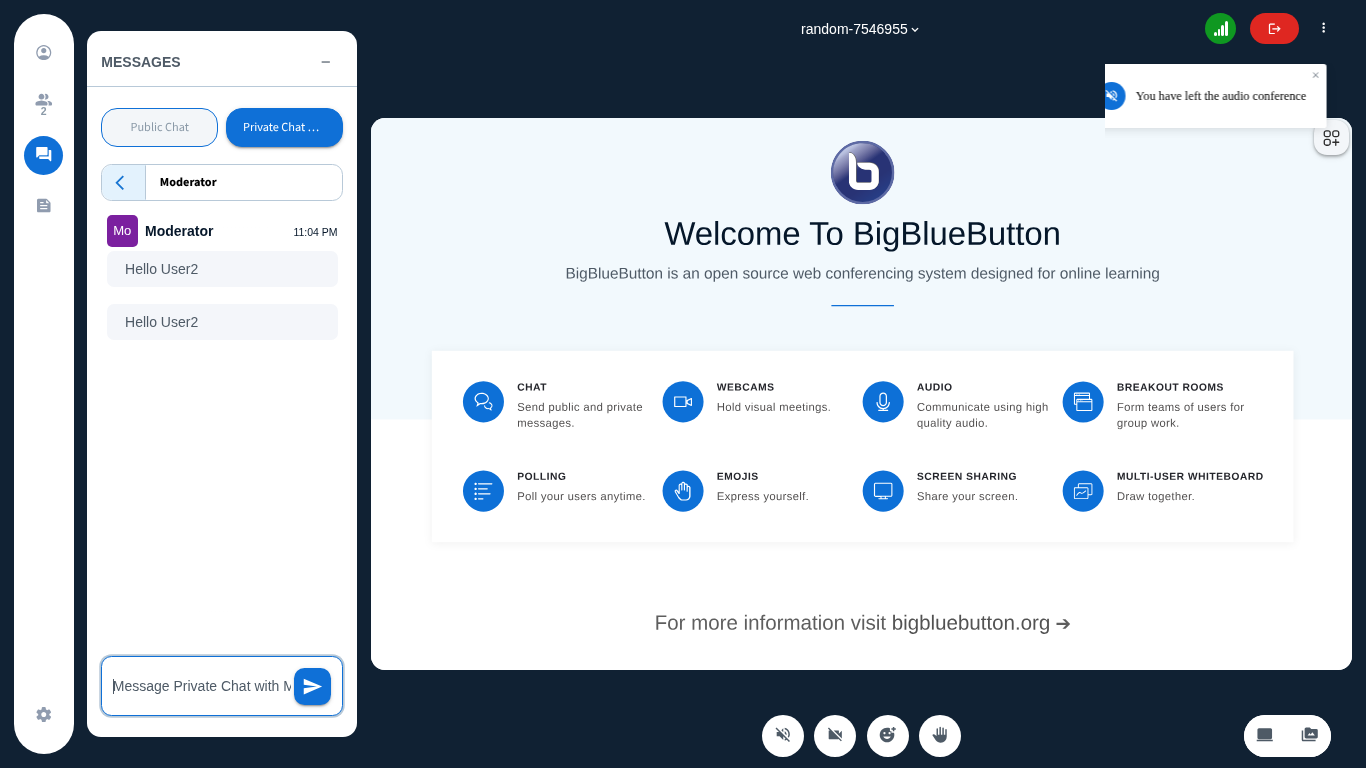 random-7546955
MESSAGES
2
Public Chat
Private Chat ...
Moderator
Mo
Moderator
11:04 PM
Hello User2
Hello User2
Message Private Chat with M
You have left the audio conference
Welcome To BigBlueButton
BigBlueButton is an open source web conferencing system designed for online learning
CHAT
Send public and private
messages.
WEBCAMS
Hold visual meetings.
AUDIO
Communicate using high
quality audio.
BREAKOUT ROOMS
Form teams of users for
group work.
POLLING
Poll your users anytime.
EMOJIS
Express yourself.
SCREEN SHARING
Share your screen.
MULTI-USER WHITEBOARD
Draw together.
For more information visit bigbluebutton.org ➔